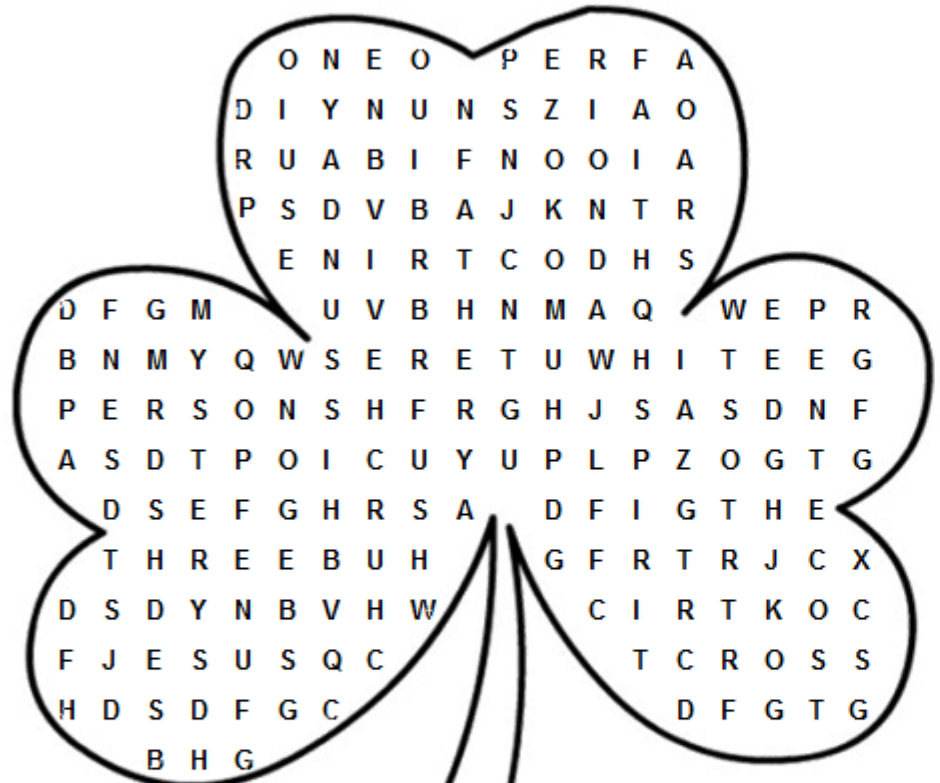 O N E O P E R F A
D I Y N U N S Z I A O
R U A B I F N O O I A
P S D V B A J K N T R
E N I R T C O D H S
D F G M U V B H N M A Q W E P R
B N M Y Q W S E R E T U W H I T E E G
P E R S O N S H F R G H J S A S D N F
A S D T P O I C U Y U P L P Z O G T G
D S E F G H R S A D F I G T H E
T H R E E B U H G F R T R J C X
D S D Y N B V H W C I R T K O C
F J E S U S Q C T C R O S S
H D S D F G C D F G T G
B H G